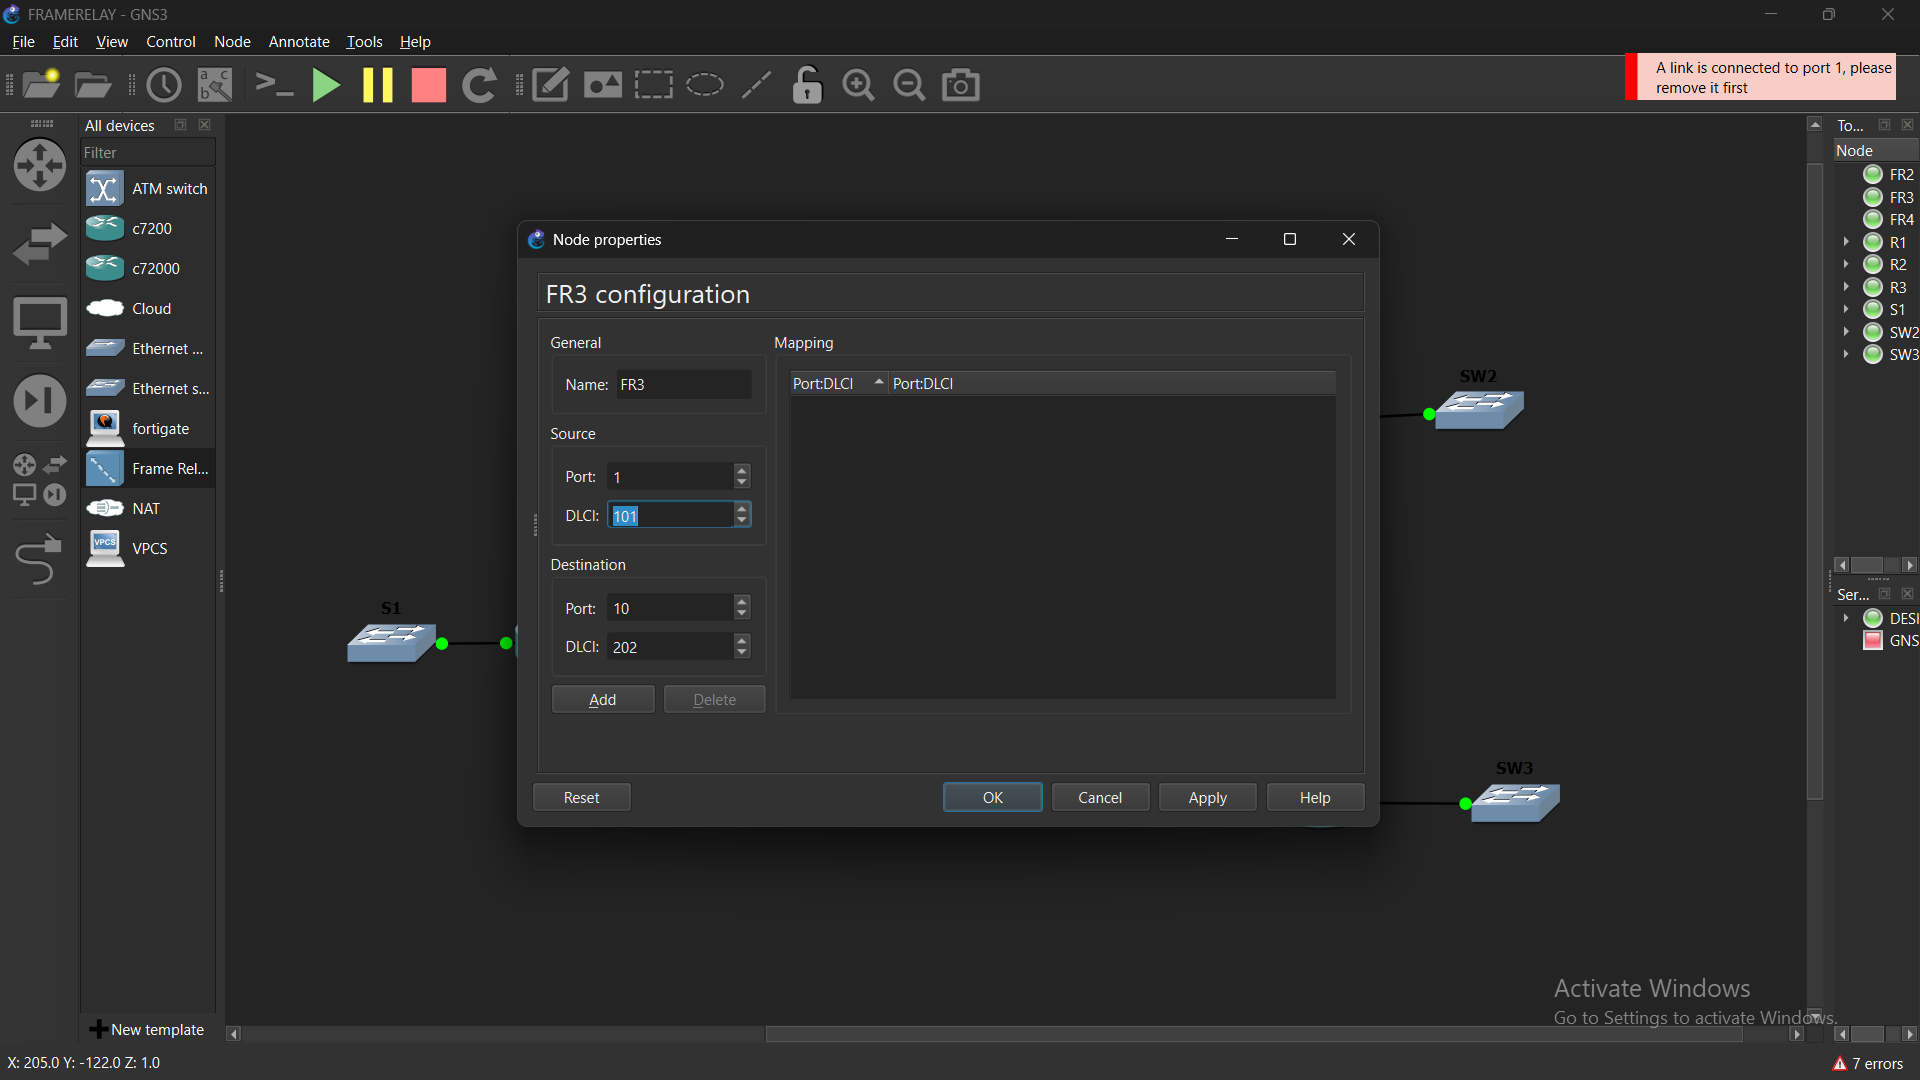 FRAMERELAY - GNS3
File Edit View Control Node Annotate Tools Help
A link is connected to port 1, please
remove it first
All devices
Filter
ATM switch
c7200
c72000
Cloud
Ethernet ...
Ethernet s...
fortigate
Frame Rel...
NAT
VPCS
New template
S1
SW2
SW3
Node properties
FR3 configuration
General
Name: FR3
Source
Port: 1
DLCI: 101
Destination
Port: 10
DLCI: 202
Add Delete
Mapping
Port:DLCI Port:DLCI
Reset OK Cancel Apply Help
To...
Node
FR2
FR3
FR4
R1
R2
R3
S1
SW2
SW3
Ser...
DESI
GNS
Activate Windows
Go to Settings to activate Windows.
X: 205.0 Y: -122.0 Z: 1.0
7 errors